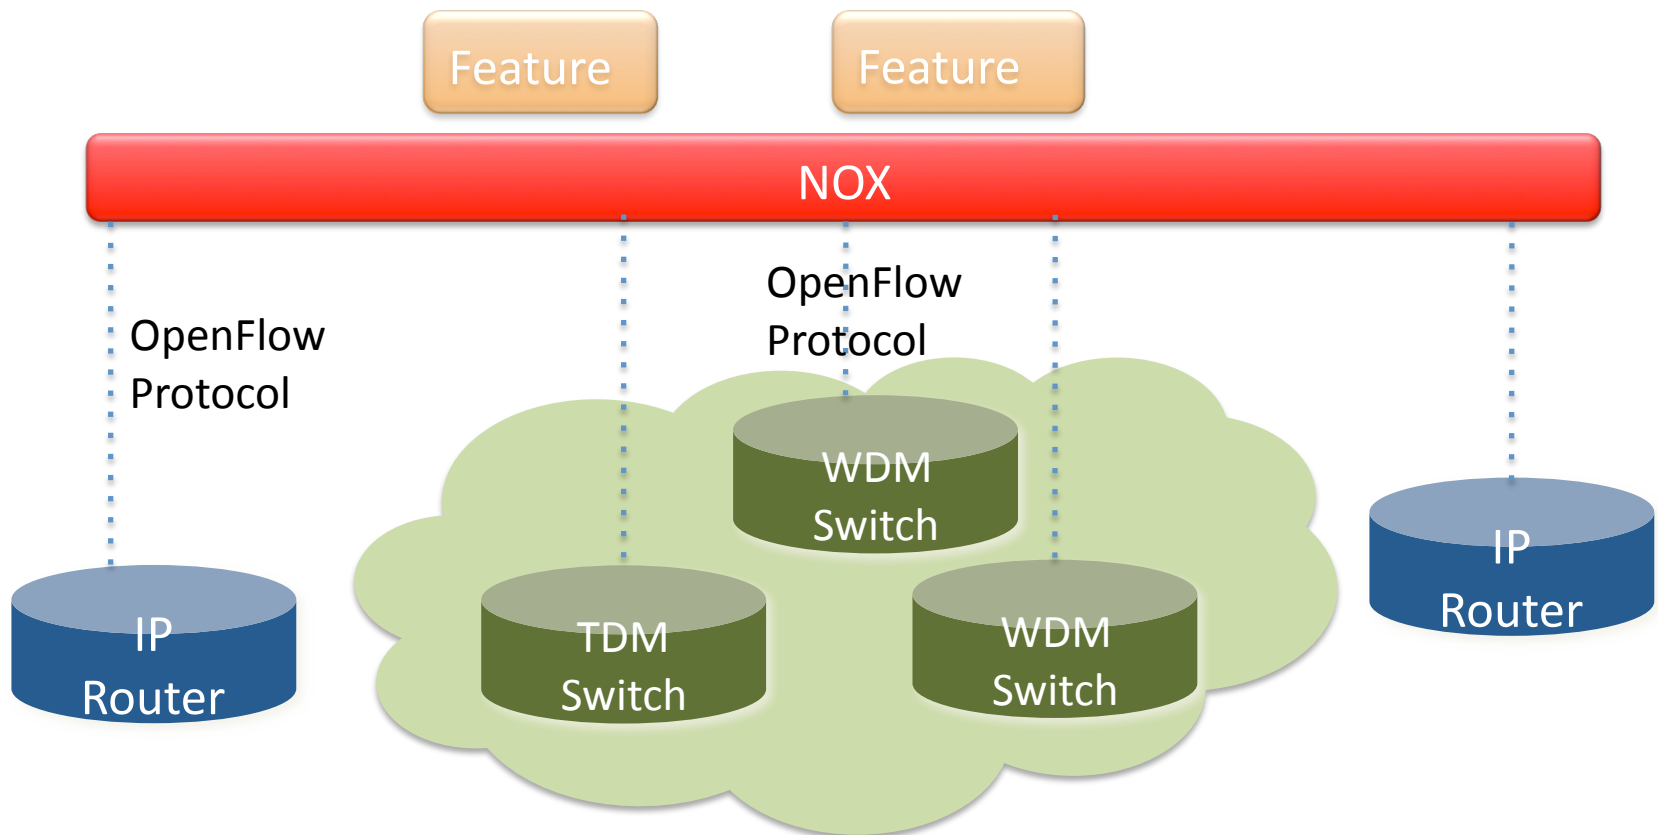 Feature
Feature
NOX
OpenFlow
Protocol
OpenFlow
Protocol
WDM
Switch
IP
Router
IP
Router
TDM
Switch
WDM
Switch